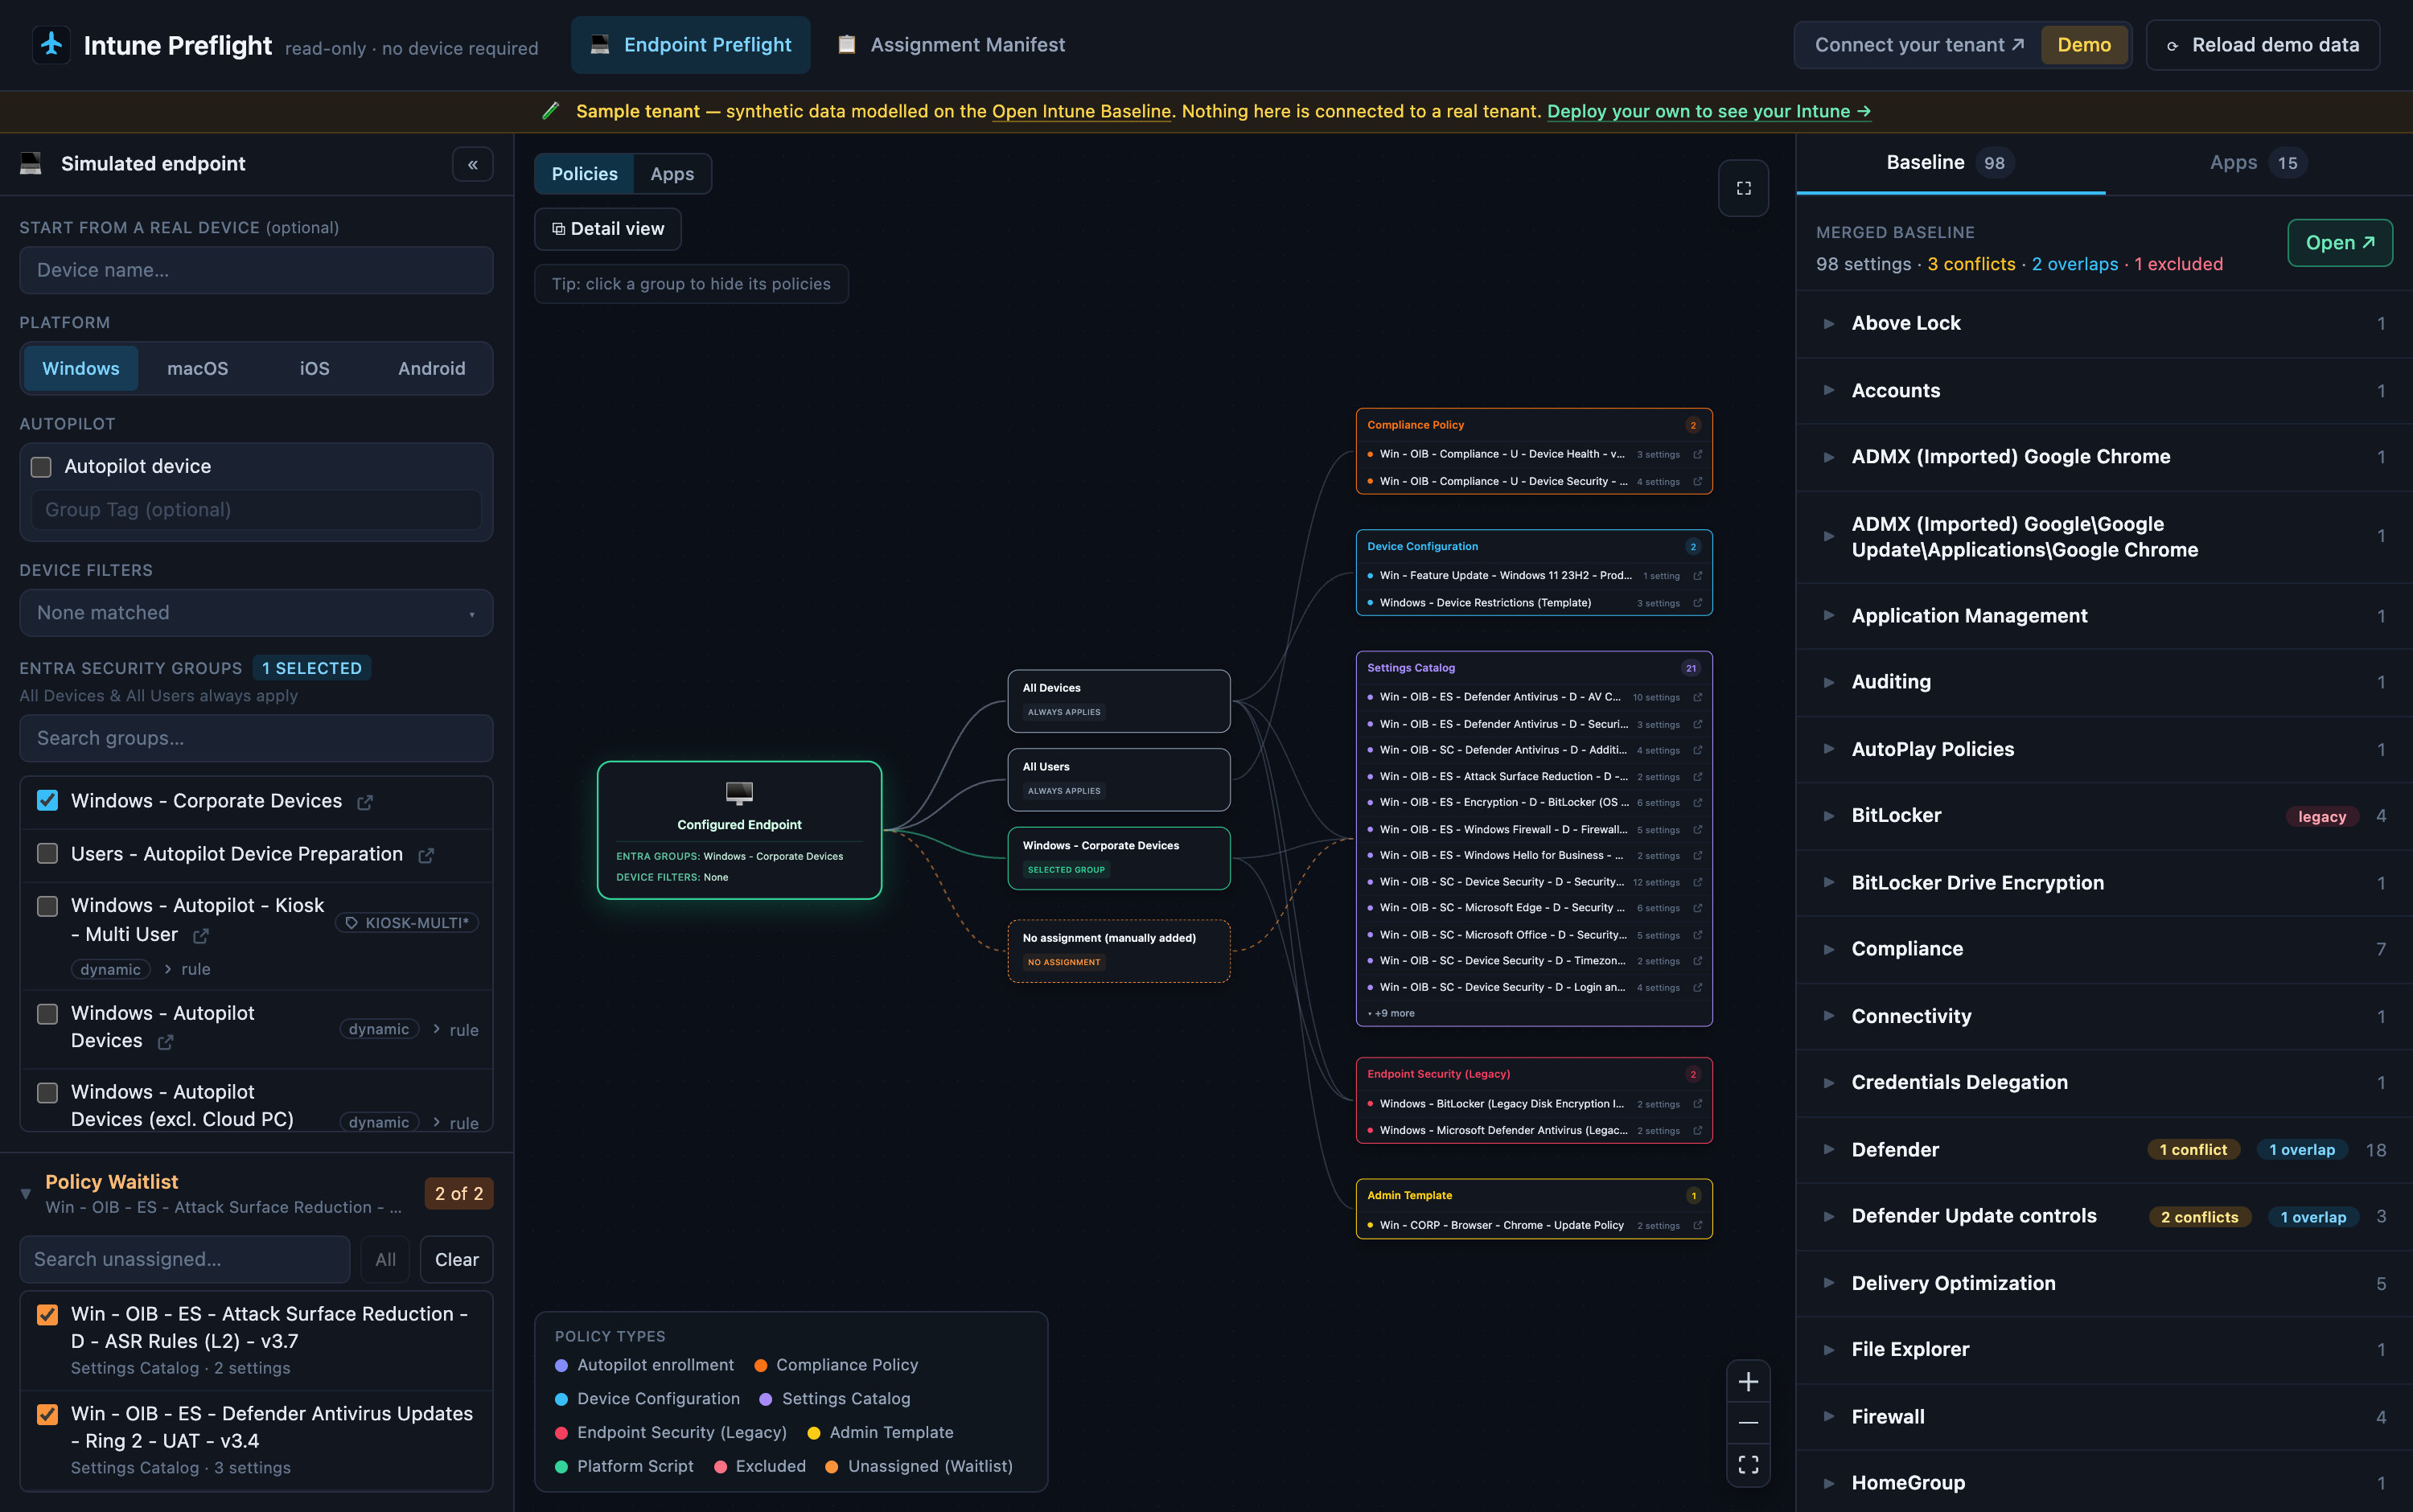 Intune Preflight read-only · no device required
Endpoint Preflight
Assignment Manifest
Connect your tenant ↗ Demo
⟳ Reload demo data
Sample tenant — synthetic data modelled on the Open Intune Baseline. Nothing here is connected to a real tenant. Deploy your own to see your Intune →
Simulated endpoint
«
START FROM A REAL DEVICE (optional)
Device name...
PLATFORM
Windows macOS iOS Android
AUTOPILOT
Autopilot device
Group Tag (optional)
DEVICE FILTERS
None matched
ENTRA SECURITY GROUPS 1 SELECTED
All Devices & All Users always apply
Search groups...
Windows - Corporate Devices
Users - Autopilot Device Preparation
Windows - Autopilot - Kiosk
- Multi User
KIOSK-MULTI*
dynamic > rule
Windows - Autopilot
Devices
dynamic > rule
Windows - Autopilot
Devices (excl. Cloud PC)
dynamic > rule
Policy Waitlist
Win - OIB - ES - Attack Surface Reduction - ...
2 of 2
Search unassigned...
All
Clear
Win - OIB - ES - Attack Surface Reduction -
D - ASR Rules (L2) - v3.7
Settings Catalog · 2 settings
Win - OIB - ES - Defender Antivirus Updates
- Ring 2 - UAT - v3.4
Settings Catalog · 3 settings
Policies Apps
Detail view
Tip: click a group to hide its policies
Configured Endpoint
ENTRA GROUPS: Windows - Corporate Devices
DEVICE FILTERS: None
All Devices
ALWAYS APPLIES
All Users
ALWAYS APPLIES
Windows - Corporate Devices
SELECTED GROUP
No assignment (manually added)
NO ASSIGNMENT
Compliance Policy 2
Win - OIB - Compliance - U - Device Health - v... 3 settings
Win - OIB - Compliance - U - Device Security - ... 4 settings
Device Configuration 2
Win - Feature Update - Windows 11 23H2 - Prod... 1 setting
Windows - Device Restrictions (Template) 3 settings
Settings Catalog 21
Win - OIB - ES - Defender Antivirus - D - AV C... 10 settings
Win - OIB - ES - Defender Antivirus - D - Securi... 3 settings
Win - OIB - SC - Defender Antivirus - D - Additi... 4 settings
Win - OIB - ES - Attack Surface Reduction - D -... 2 settings
Win - OIB - ES - Encryption - D - BitLocker (OS ... 6 settings
Win - OIB - ES - Windows Firewall - D - Firewall... 5 settings
Win - OIB - ES - Windows Hello for Business - ... 2 settings
Win - OIB - SC - Device Security - D - Security... 12 settings
Win - OIB - SC - Microsoft Edge - D - Security ... 6 settings
Win - OIB - SC - Microsoft Office - D - Security... 5 settings
Win - OIB - SC - Device Security - D - Timezon... 2 settings
Win - OIB - SC - Device Security - D - Login an... 4 settings
+9 more
Endpoint Security (Legacy) 2
Windows - BitLocker (Legacy Disk Encryption I... 2 settings
Windows - Microsoft Defender Antivirus (Legac... 2 settings
Admin Template 1
Win - CORP - Browser - Chrome - Update Policy 2 settings
POLICY TYPES
Autopilot enrollment Compliance Policy
Device Configuration Settings Catalog
Endpoint Security (Legacy) Admin Template
Platform Script Excluded Unassigned (Waitlist)
Baseline 98
Apps 15
MERGED BASELINE
98 settings · 3 conflicts · 2 overlaps · 1 excluded
Open ↗
Above Lock 1
Accounts 1
ADMX (Imported) Google Chrome 1
ADMX (Imported) Google\Google
Update\Applications\Google Chrome 1
Application Management 1
Auditing 1
AutoPlay Policies 1
BitLocker legacy 4
BitLocker Drive Encryption 1
Compliance 7
Connectivity 1
Credentials Delegation 1
Defender 1 conflict 1 overlap 18
Defender Update controls 2 conflicts 1 overlap 3
Delivery Optimization 5
File Explorer 1
Firewall 4
HomeGroup 1